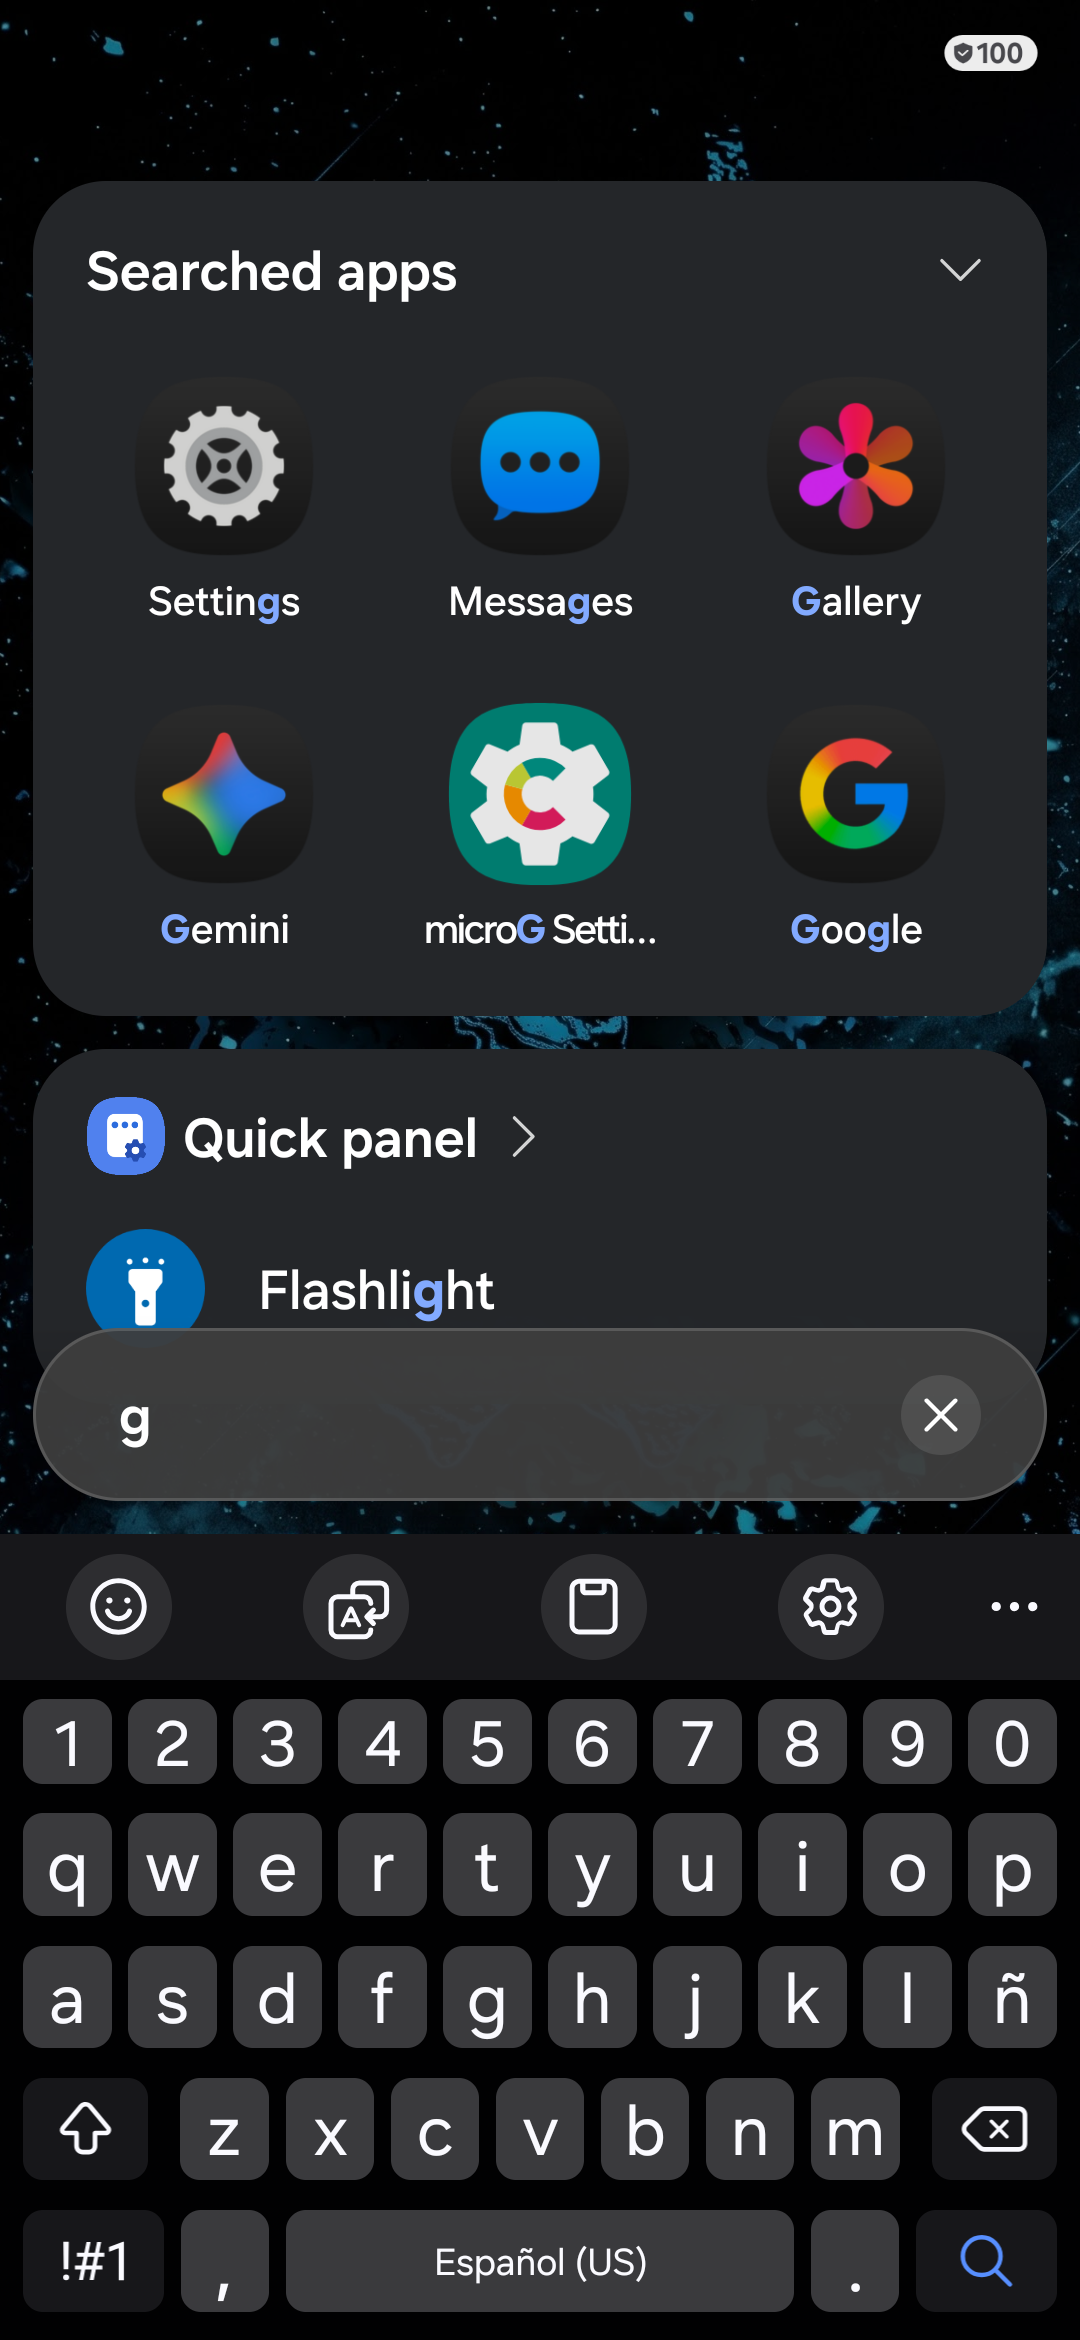 100
Searched apps
Settings Messages Gallery
Gemini microG Setti... Google
Quick panel
Flashlight
g
1 2 3 4 5 6 7 8 9 0
q w e r t y u i o p
a s d f g h j k l ñ
z x c v b n m
!#1 , Español (US) .